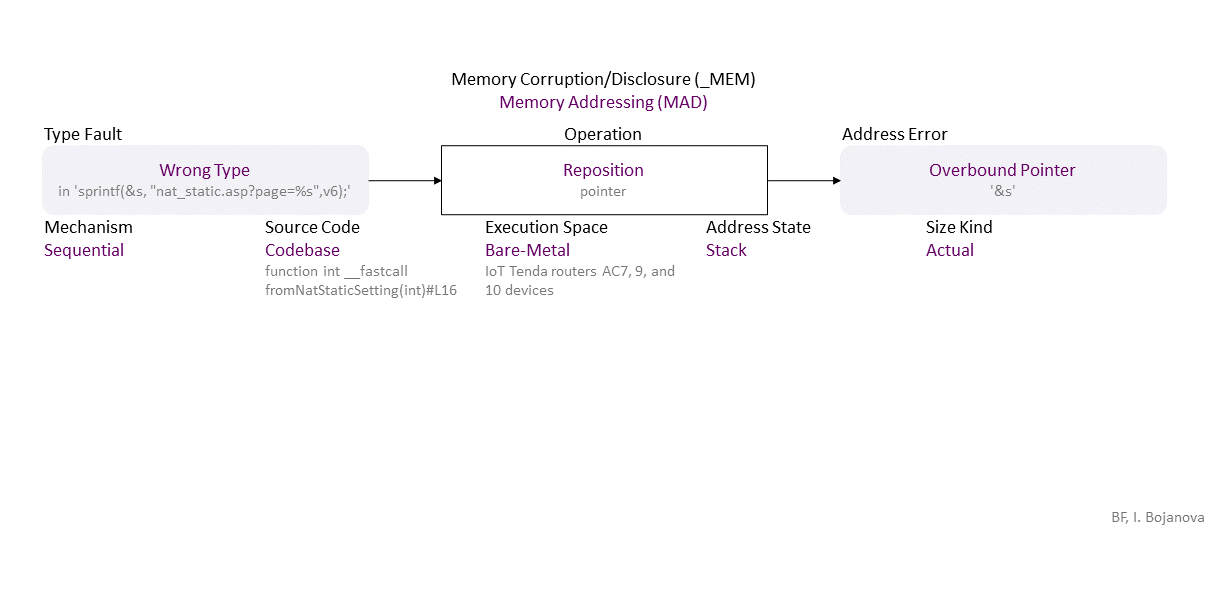 Memory Corruption/Disclosure (_MEM)
Memory Addressing (MAD)
Type Fault
Operation
Address Error
Wrong Type
in 'sprintf(&s, "nat_static.asp?page=%s",v6);'
Reposition
pointer
Overbound Pointer
'&s'
Mechanism
Sequential
Source Code
Codebase
function int __fastcall
fromNatStaticSetting(int)#L16
Execution Space
Bare-Metal
IoT Tenda routers AC7, 9, and
10 devices
Address State
Stack
Size Kind
Actual
BF, I. Bojanova